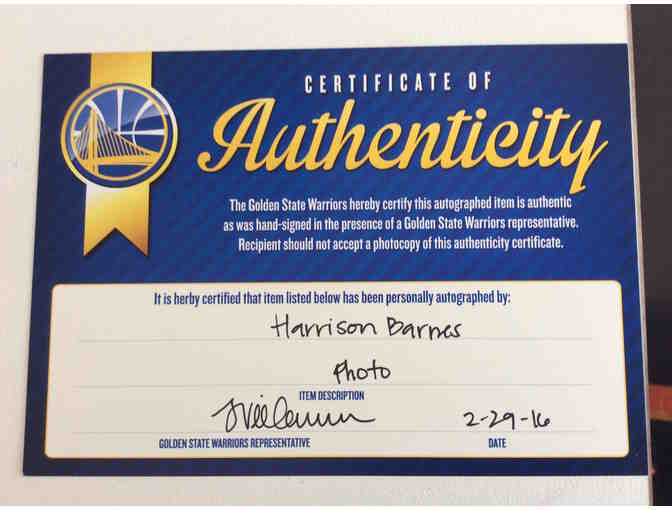 CERTIFICATE OF
Authenticity
The Golden State Warriors hereby certify this autographed item is authentic
as was hand-signed in the presence of a Golden State Warriors representative.
Recipient should not accept a photocopy of this authenticity certificate.
It is herby certified that item listed below has been personally autographed by:
Harrison Barnes
Photo
ITEM DESCRIPTION
2-29-16
GOLDEN STATE WARRIORS REPRESENTATIVE DATE